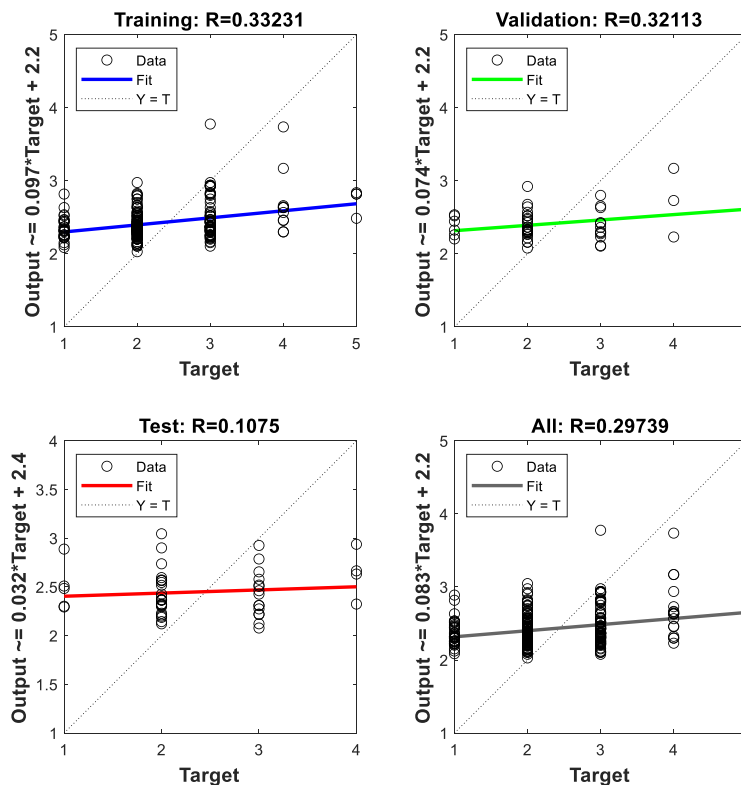 Training: R=0.33231
Output ~= 0.097*Target + 2.2
5
4
3
2
1
Data
Fit
Y = T
1 2 3 4 5
Target
Validation: R=0.32113
Output ~= 0.074*Target + 2.2
5
4
3
2
1
Data
Fit
Y = T
1 2 3 4
Target
Test: R=0.1075
Output ~= 0.032*Target + 2.4
4
3.5
3
2.5
2
1.5
1
Data
Fit
Y = T
1 2 3 4
Target
All: R=0.29739
Output ~= 0.083*Target + 2.2
5
4
3
2
1
Data
Fit
Y = T
1 2 3 4
Target